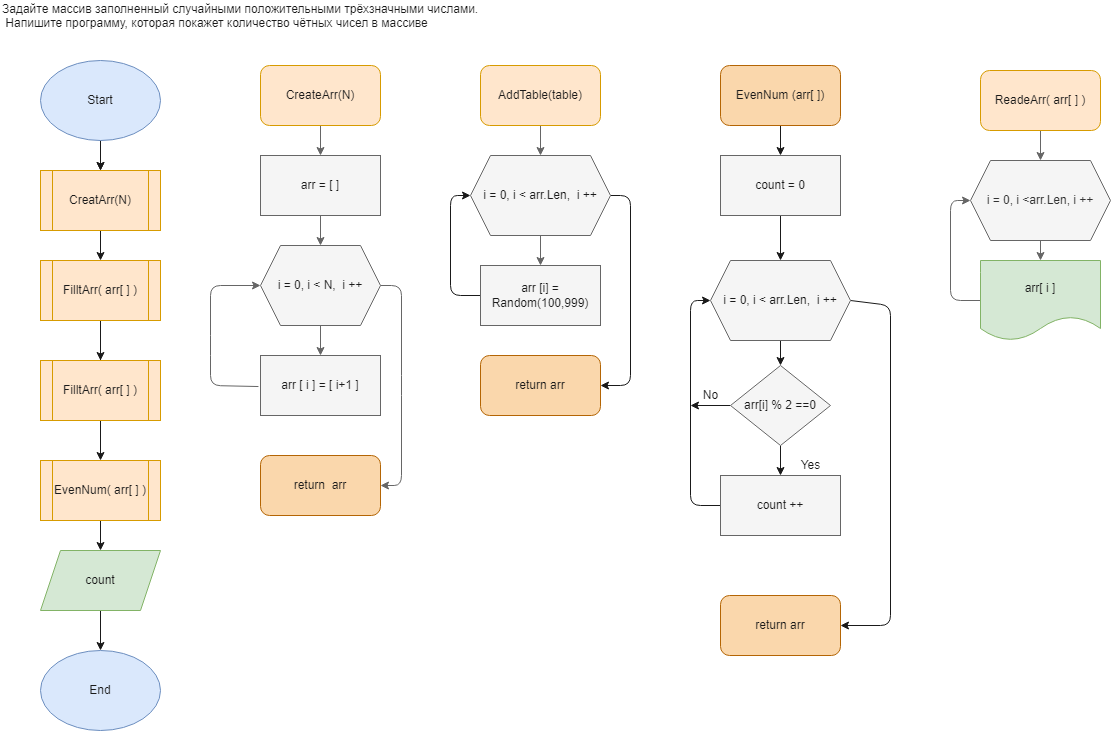 Задайте массив заполненный случайными положительными трёхзначными числами.
Напишите программу, которая покажет количество чётных чисел в массиве
Start
CreatArr(N)
FilltArr( arr[ ] )
FilltArr( arr[ ] )
EvenNum( arr[ ] )
count
End
CreateArr(N)
arr = [ ]
i = 0, i < N, i ++
arr [ i ] = [ i+1 ]
return arr
AddTable(table)
i = 0, i < arr.Len, i ++
arr [i] =
Random(100,999)
return arr
EvenNum (arr[ ])
count = 0
i = 0, i < arr.Len, i ++
arr[i] % 2 ==0
No
Yes
count ++
return arr
ReadeArr( arr[ ] )
i = 0, i <arr.Len, i ++
arr[ i ]